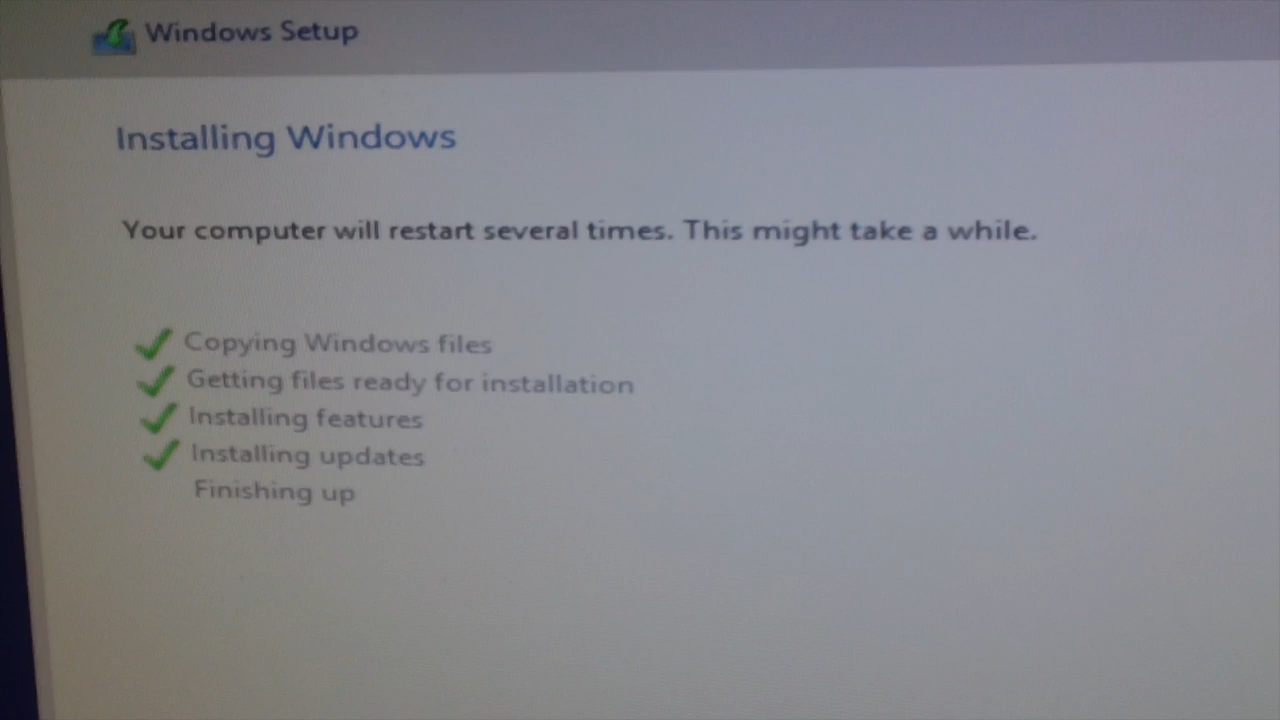 Windows Setup
Installing Windows
Your computer will restart several times. This might take a while.
Copying Windows files
Getting files ready for installation
Installing features
Installing updates
Finishing up